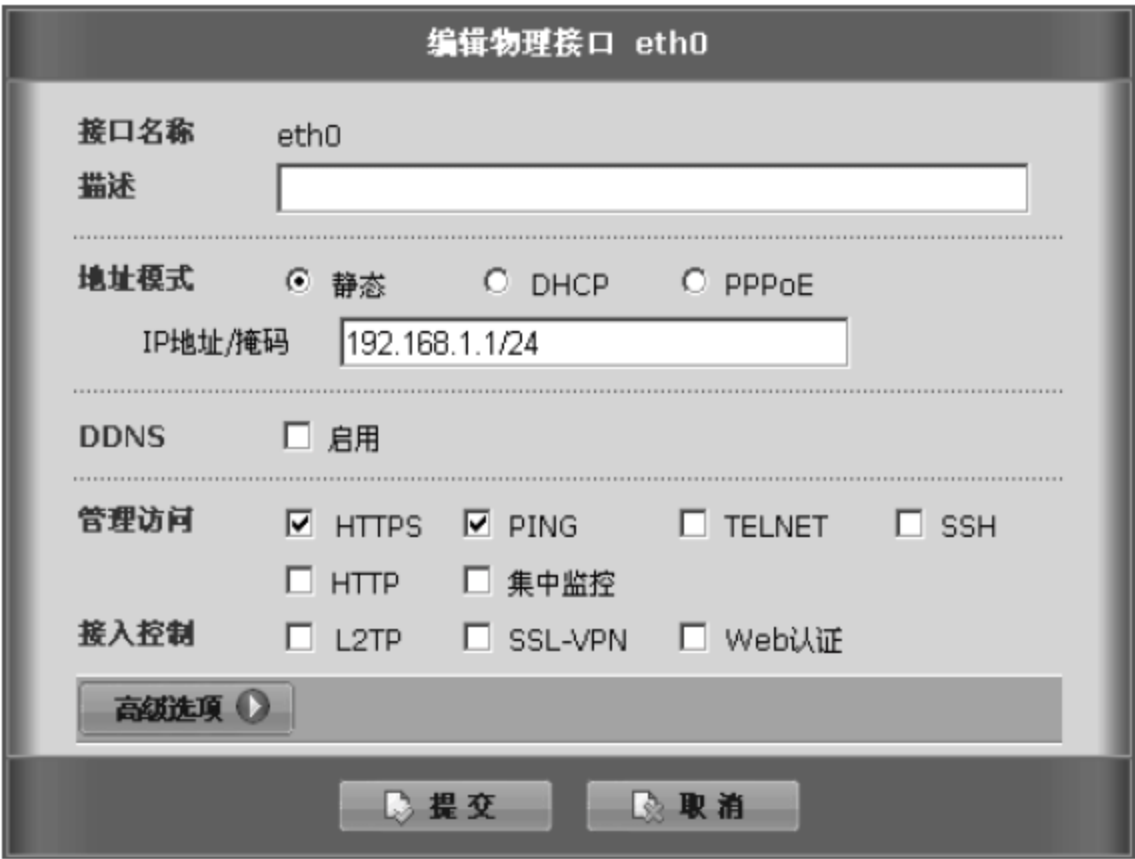 编辑物理接口 eth0
接口名称 eth0
描述
地址模式 静态 DHCP PPPoE
IP地址/掩码 192.168.1.1/24
DDNS 启用
管理访问 HTTPS PING TELNET SSH
HTTP 集中监控
接入控制 L2TP SSL-VPN Web认证
高级选项
提交 取消